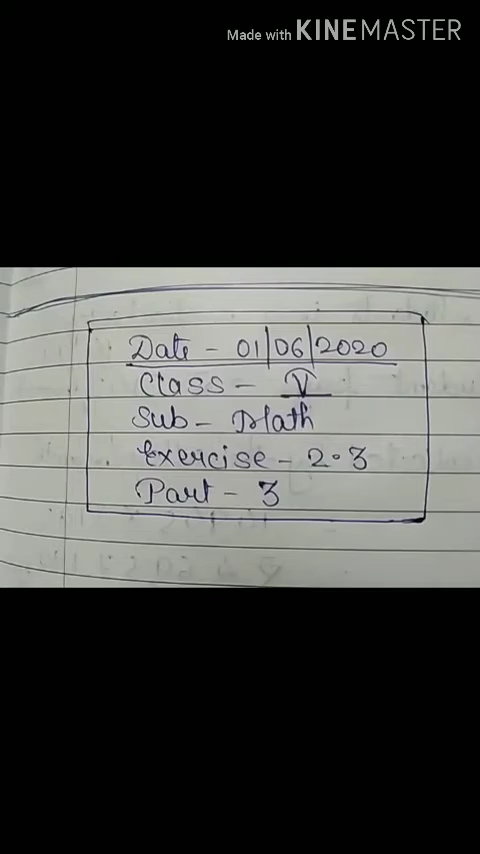 Made with KINEMASTER
Date - 01/06/2020
Class - V
Sub - Math
Exercise - 2.3
Part - 3